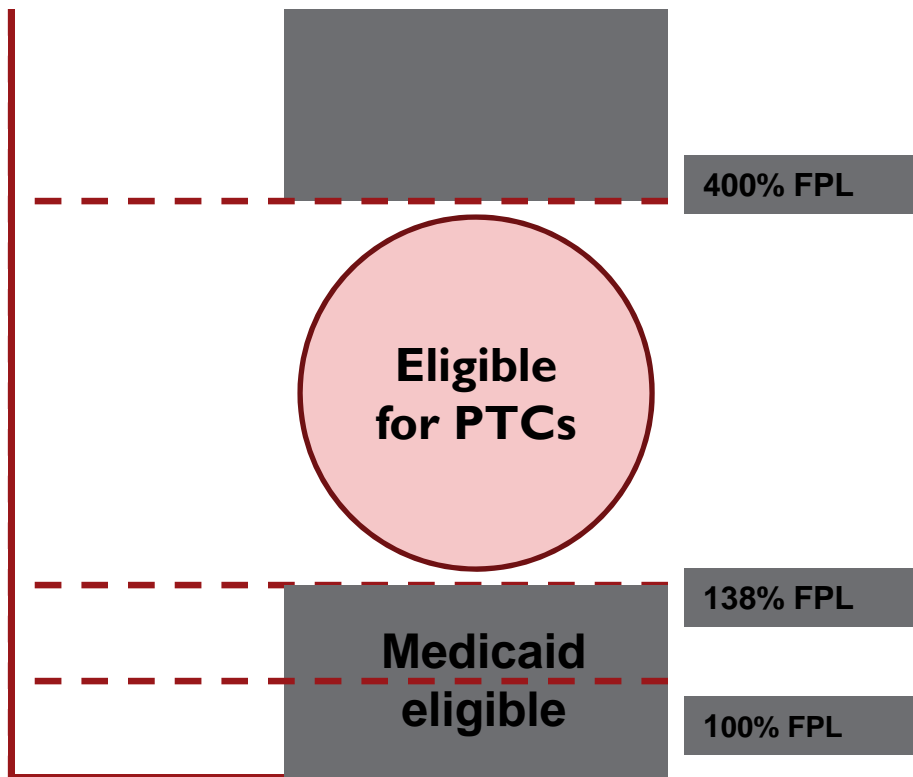 400% FPL
Eligible
for PTCs
138% FPL
Medicaid
eligible
100% FPL